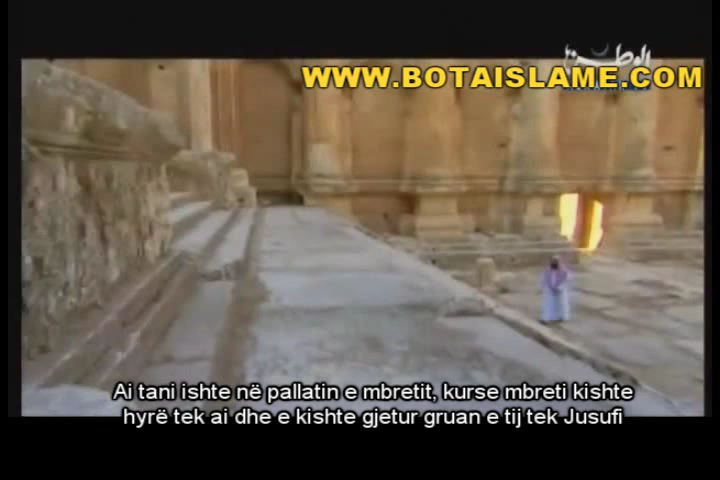 الوطن
WWW.BOTAISLAME.COM
Ai tani ishte në pallatin e mbretit, kurse mbreti kishte
hyrë tek ai dhe e kishte gjetur gruan e tij tek Jusufi